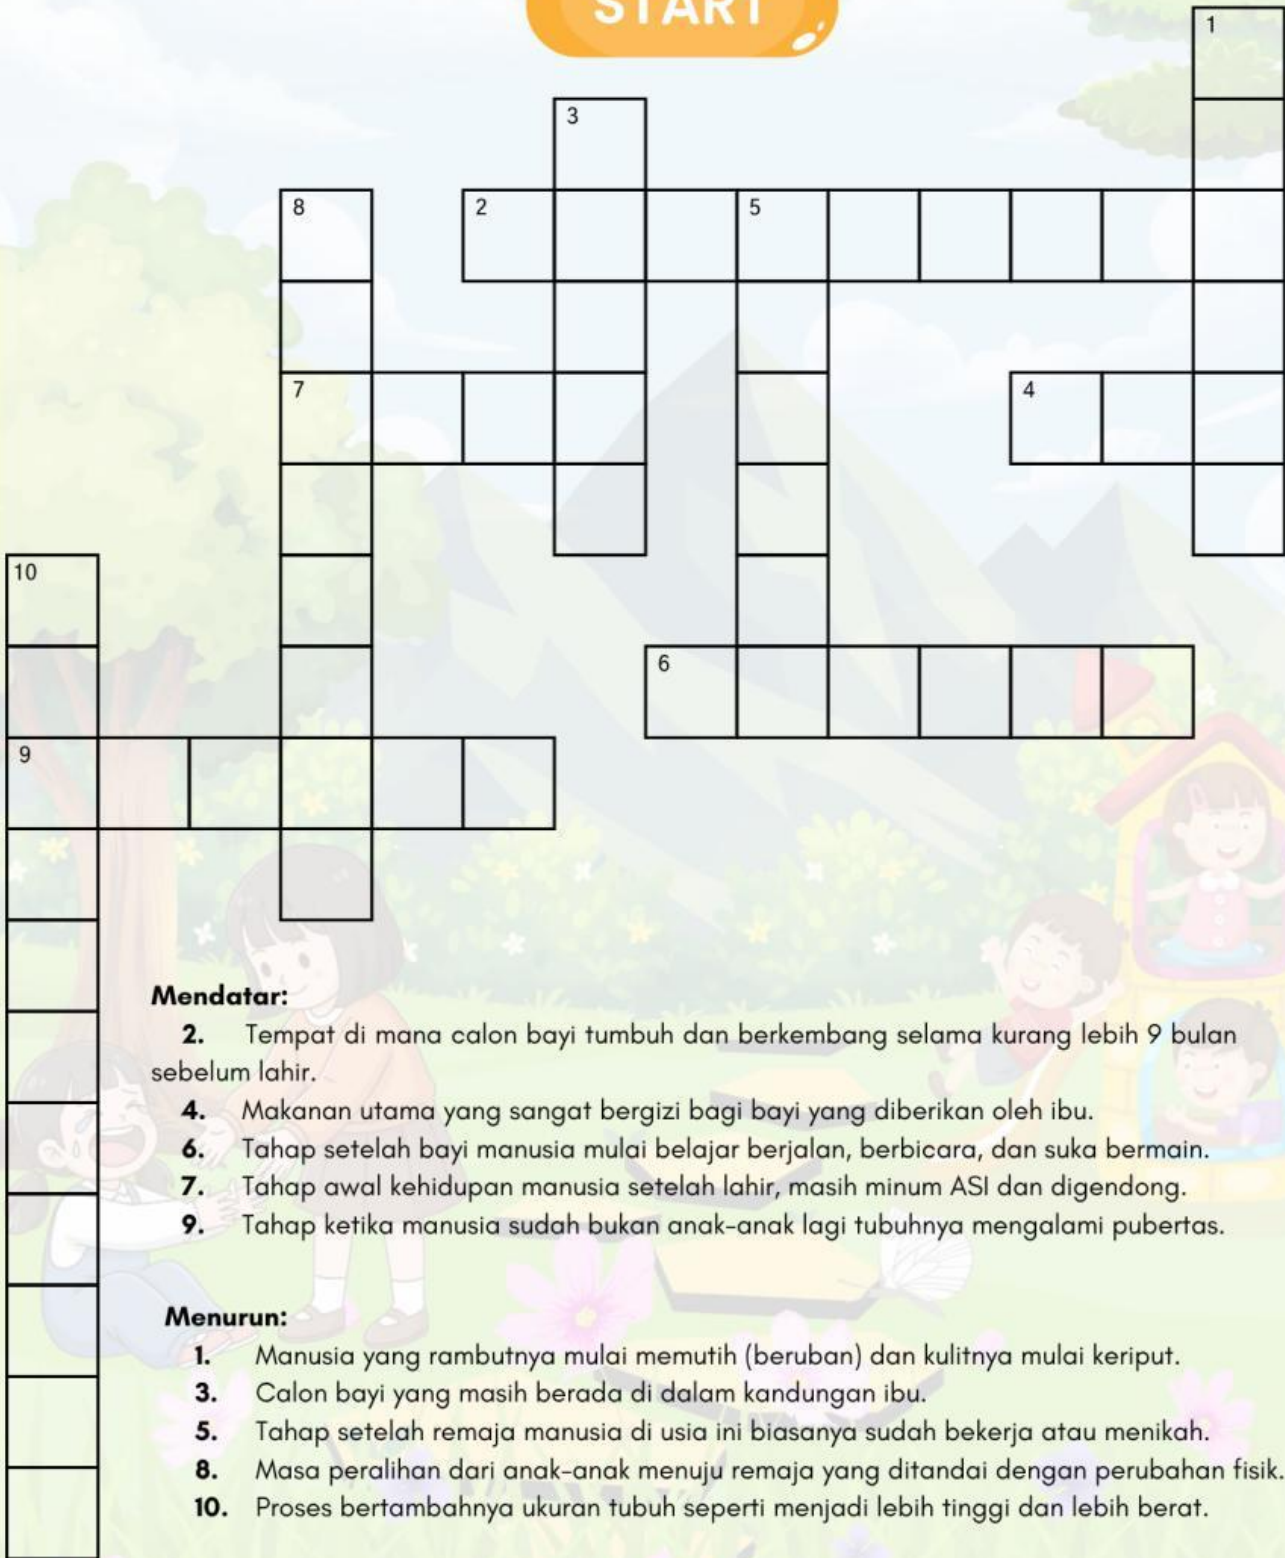 START
1
3
8
2
5
7
4
10
6
9
Mendatar:
2. Tempat di mana calon bayi tumbuh dan berkembang selama kurang lebih 9 bulan
sebelum lahir.
4. Makanan utama yang sangat bergizi bagi bayi yang diberikan oleh ibu.
6. Tahap setelah bayi manusia mulai belajar berjalan, berbicara, dan suka bermain.
7. Tahap awal kehidupan manusia setelah lahir, masih minum ASI dan digendong.
9. Tahap ketika manusia sudah bukan anak-anak lagi tubuhnya mengalami pubertas.
Menurun:
1. Manusia yang rambutnya mulai memutih (beruban) dan kulitnya mulai keriput.
3. Calon bayi yang masih berada di dalam kandungan ibu.
5. Tahap setelah remaja manusia di usia ini biasanya sudah bekerja atau menikah.
8. Masa peralihan dari anak-anak menuju remaja yang ditandai dengan perubahan fisik.
10. Proses bertambahnya ukuran tubuh seperti menjadi lebih tinggi dan lebih berat.